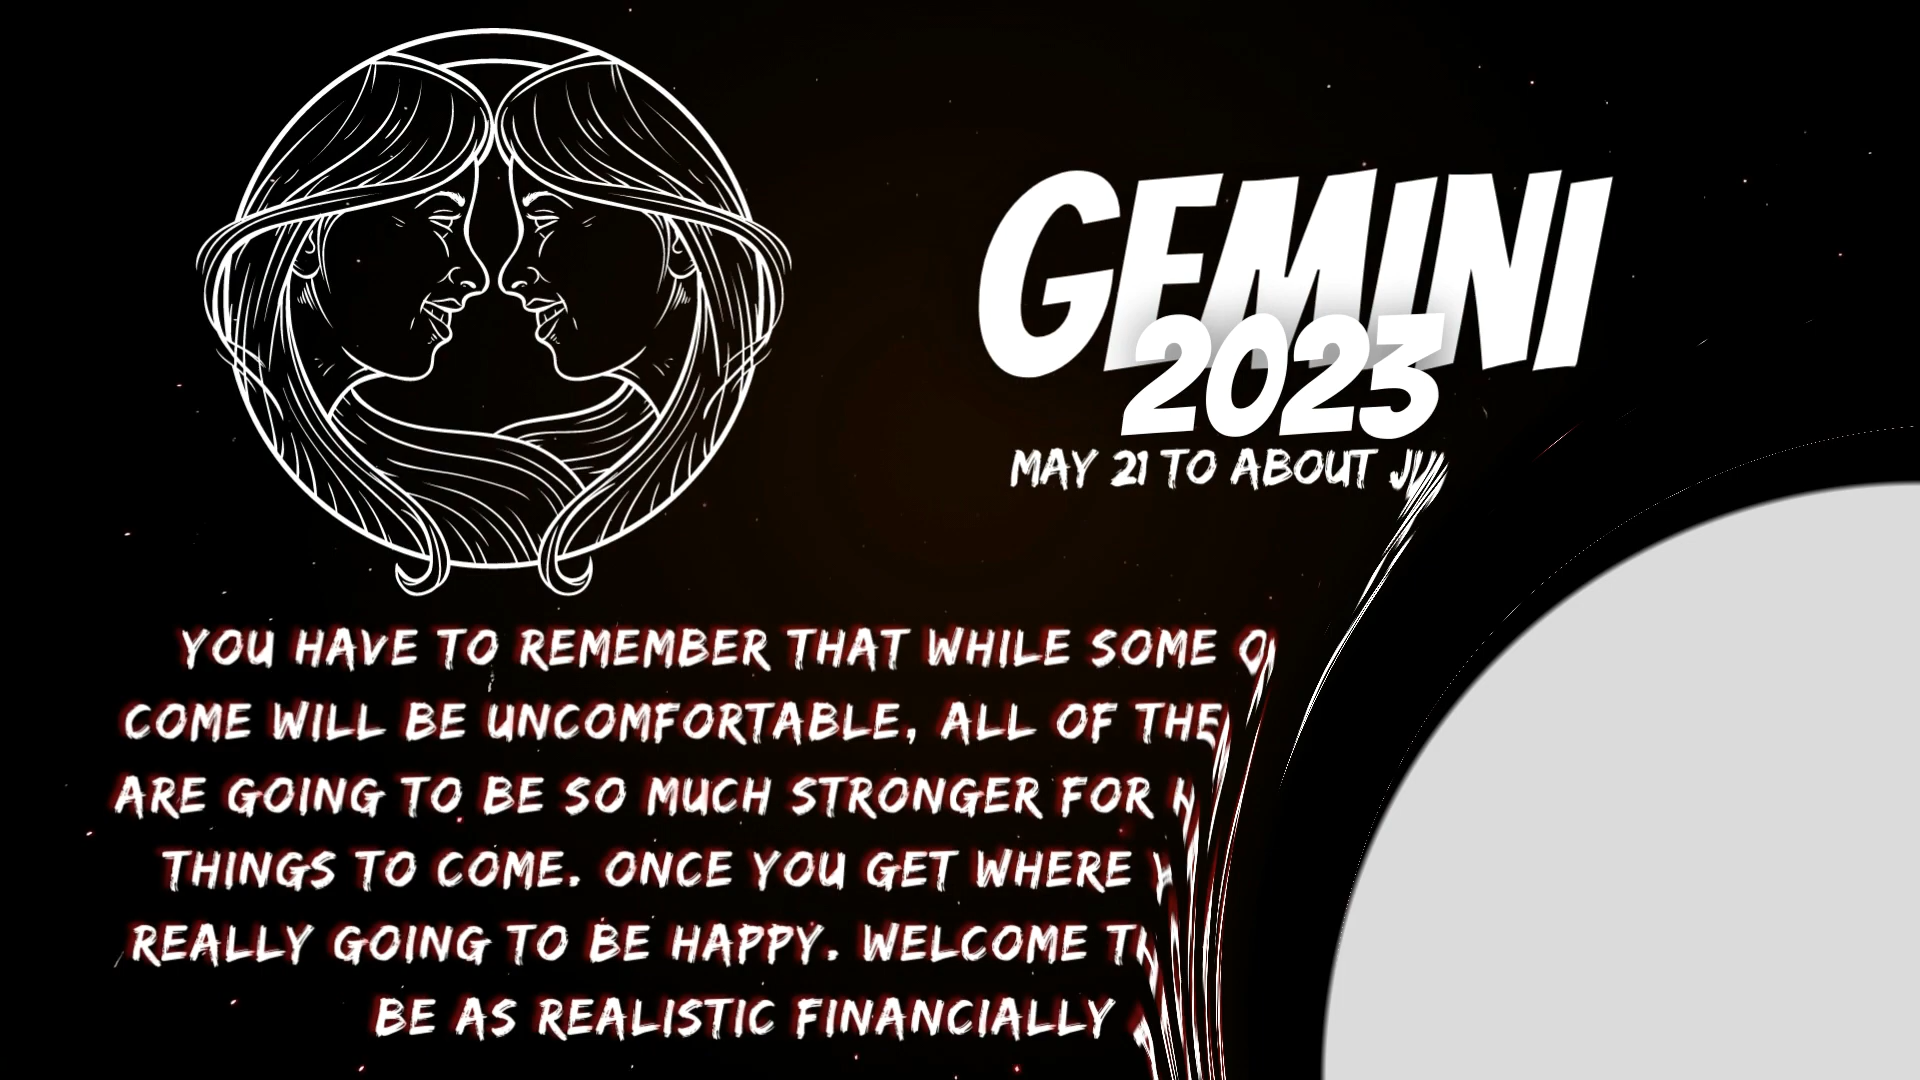 GEMINI
2023
MAY 21 TO ABOUT
YOU HAVE TO REMEMBER THAT WHILE SOME
COME WILL BE UNCOMFORTABLE, ALL OF
ARE GOING TO BE SO MUCH STRONGER FOR
THINGS TO COME. ONCE YOU GET WHERE
REALLY GOING TO BE HAPPY. WELCOME
BE AS REALISTIC FINANCIALLY